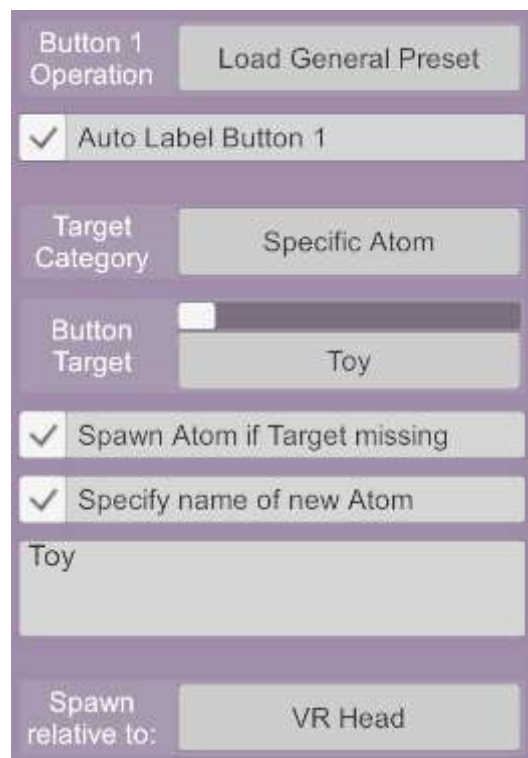 Button 1
Operation
Load General Preset
Auto Label Button 1
Target
Category
Specific Atom
Button
Target
Toy
Spawn Atom if Target missing
Specify name of new Atom
Toy
Spawn
relative to:
VR Head